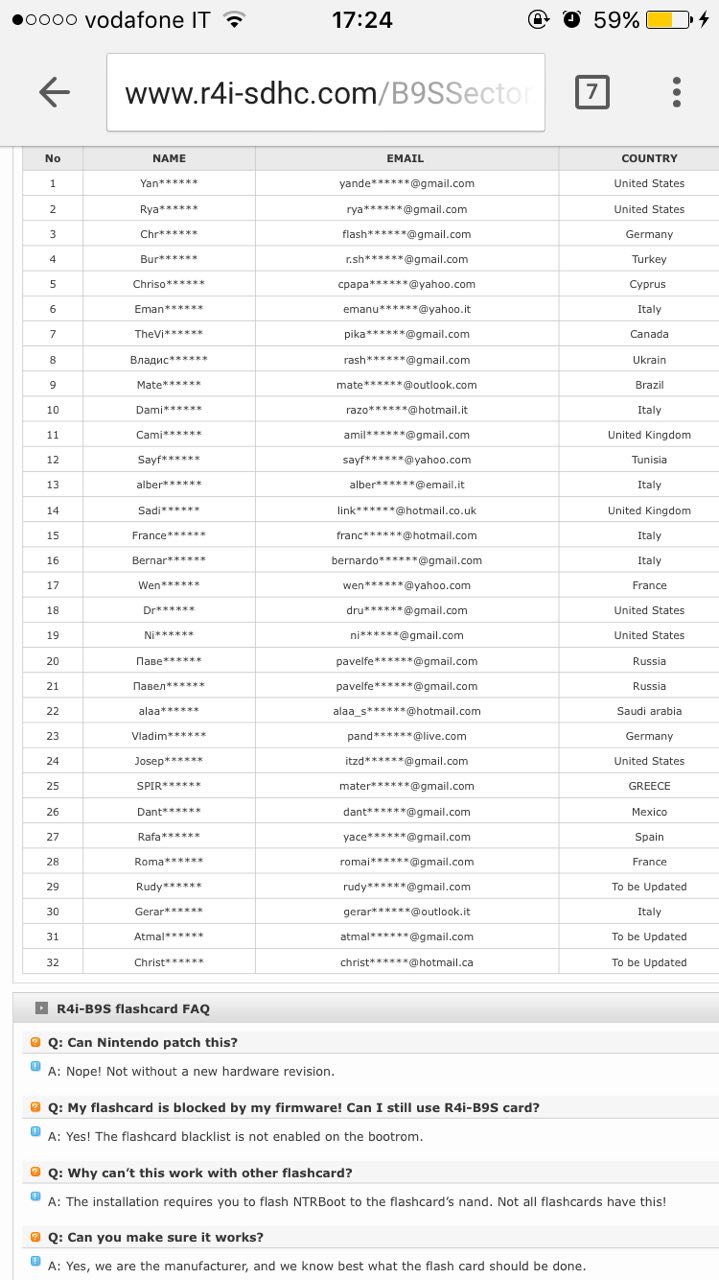 vodafone IT 17:24 59%
www.r4i-sdhc.com/B9SSector 7
No NAME EMAIL COUNTRY
1 Yan****** yande******@gmail.com United States
2 Rya****** rya******@gmail.com United States
3 Chr****** flash******@gmail.com Germany
4 Bur****** r.sh******@gmail.com Turkey
5 Chriso****** cpapa******@yahoo.com Cyprus
6 Eman****** emanu******@yahoo.it Italy
7 TheVi****** pika******@gmail.com Canada
8 Владис****** rash******@gmail.com Ukrain
9 Mate****** mate******@outlook.com Brazil
10 Dami****** razo******@hotmail.it Italy
11 Cami****** amil******@gmail.com United Kingdom
12 Sayf****** sayf******@yahoo.com Tunisia
13 alber****** alber******@email.it Italy
14 Sadi****** link******@hotmail.co.uk United Kingdom
15 France****** franc******@hotmail.com Italy
16 Bernar****** bernardo******@gmail.com Italy
17 Wen****** wen******@yahoo.com France
18 Dr****** dru******@gmail.com United States
19 Ni****** ni******@gmail.com United States
20 Паве****** pavelfe******@gmail.com Russia
21 Павел****** pavelfe******@gmail.com Russia
22 alaa****** alaa_s******@hotmail.com Saudi arabia
23 Vladim****** pand******@live.com Germany
24 Josep****** itzd******@gmail.com United States
25 SPIR****** mater******@gmail.com GREECE
26 Dant****** dant******@gmail.com Mexico
27 Rafa****** yace******@gmail.com Spain
28 Roma****** romai******@gmail.com France
29 Rudy****** rudy******@gmail.com To be Updated
30 Gerar****** gerar******@outlook.it Italy
31 Atmal****** atmal******@gmail.com To be Updated
32 Christ****** christ******@hotmail.ca To be Updated
R4i-B9S flashcard FAQ
Q: Can Nintendo patch this?
A: Nope! Not without a new hardware revision.
Q: My flashcard is blocked by my firmware! Can I still use R4i-B9S card?
A: Yes! The flashcard blacklist is not enabled on the bootrom.
Q: Why can't this work with other flashcard?
A: The installation requires you to flash NTRBoot to the flashcard's nand. Not all flashcards have this!
Q: Can you make sure it works?
A: Yes, we are the manufacturer, and we know best what the flash card should be done.